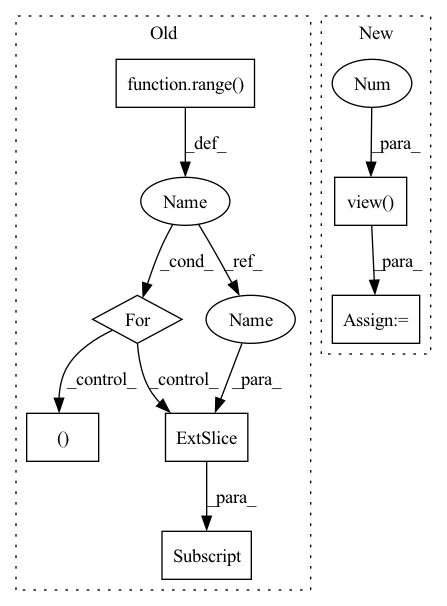 Old
New
function.range()
Num
_def_
_para_
Name
view()
_cond_
_ref_
_para_
For
Name
Assign:=
_control_
_control_
_para_
()
ExtSlice
_para_
Subscript